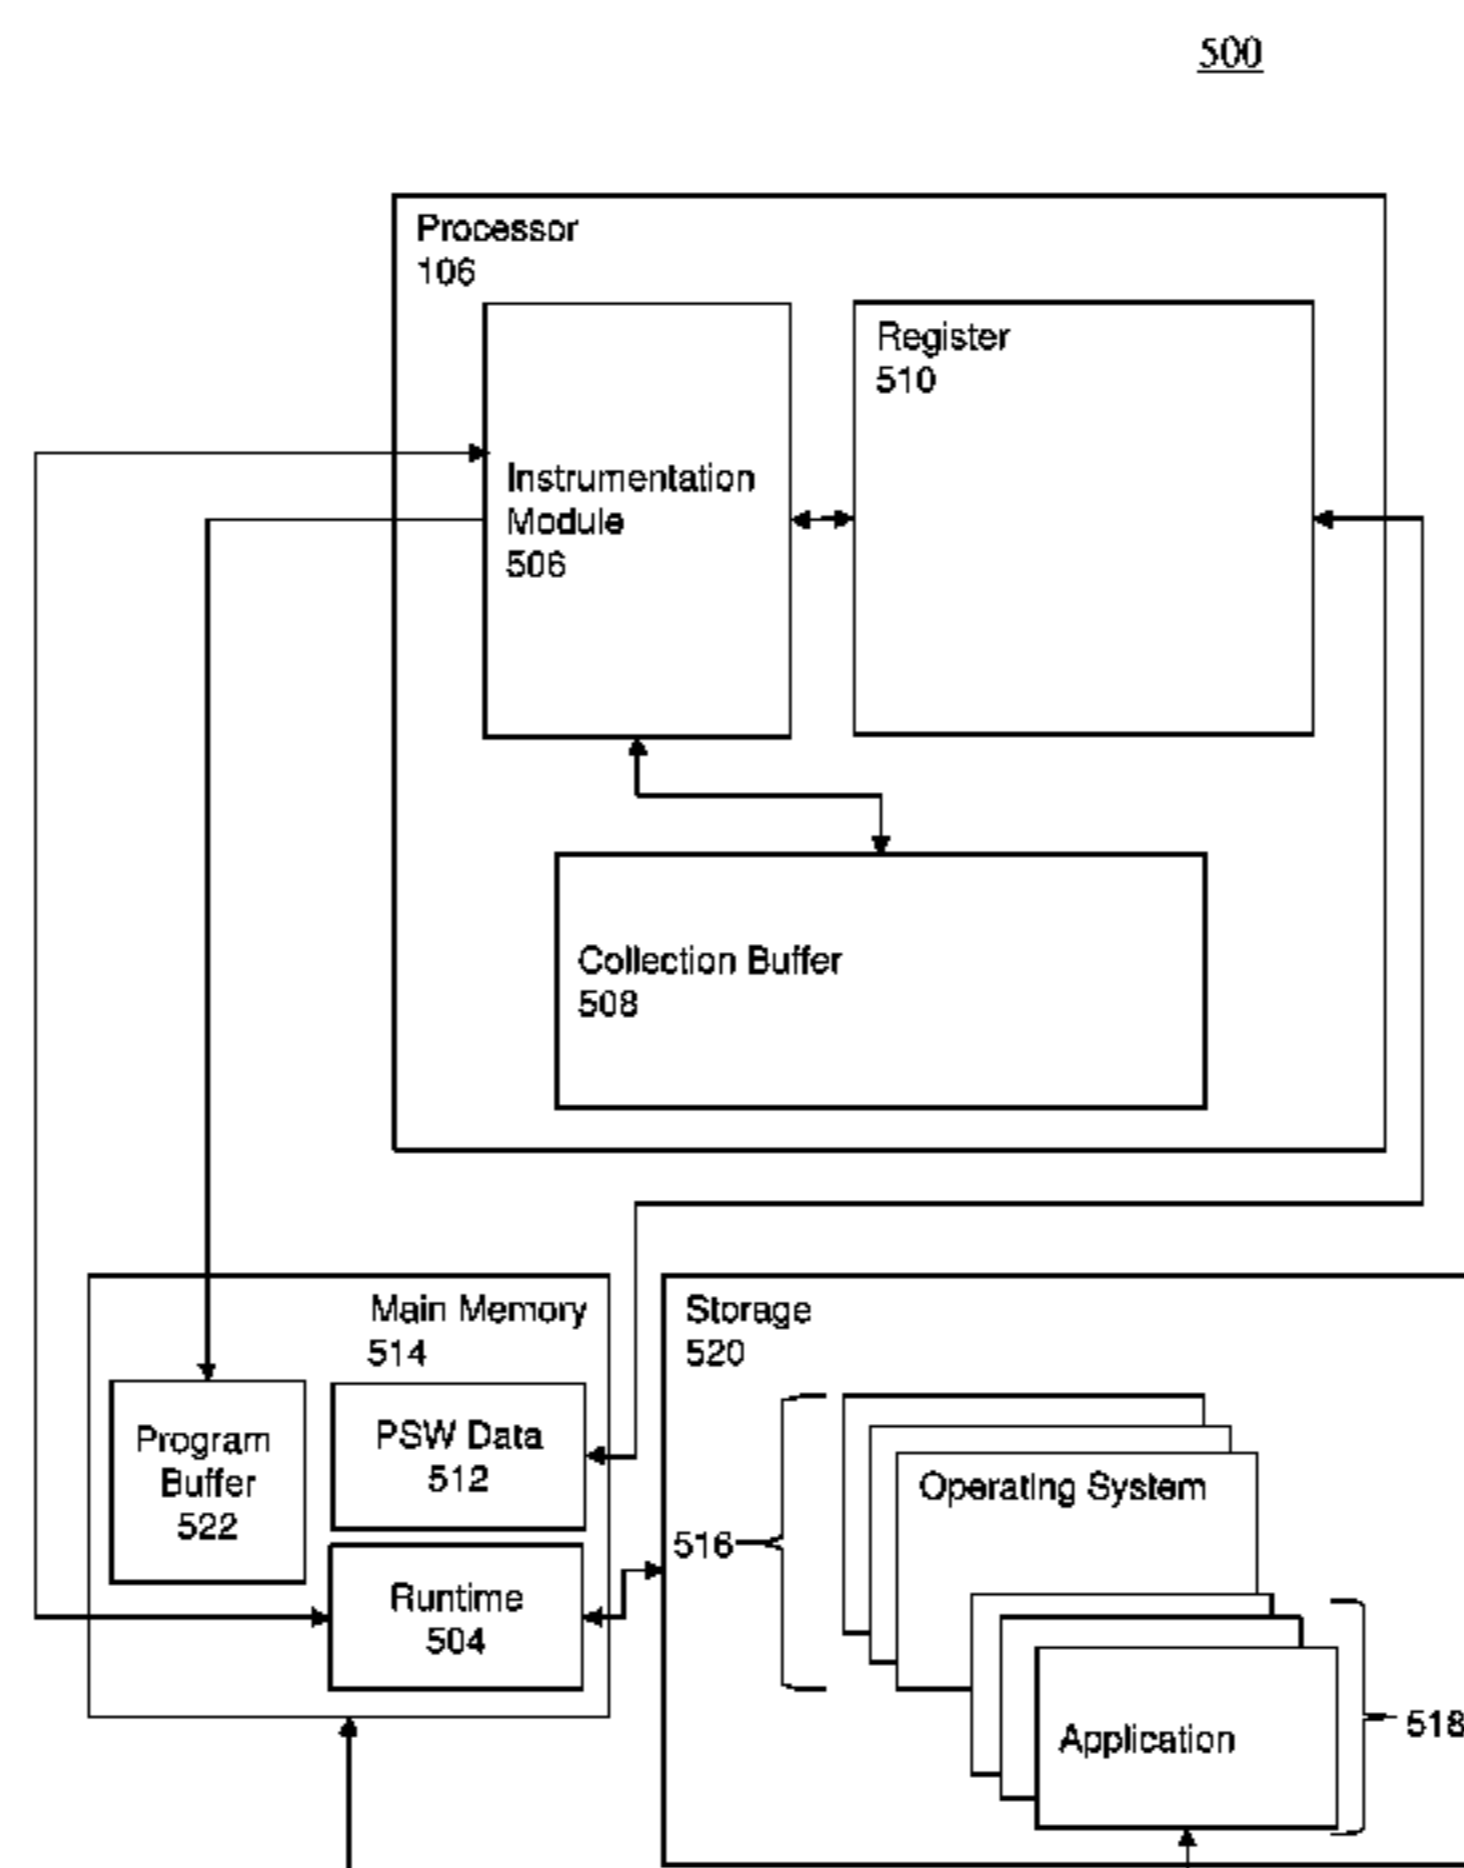 500
Processor
106
Register
510
Instrumentation
Module
506
Collection Buffer
508
Main Memory
514
Program
Buffer
522
PSW Data
512
Runtime
504
Storage
520
516
Operating System
Application
518